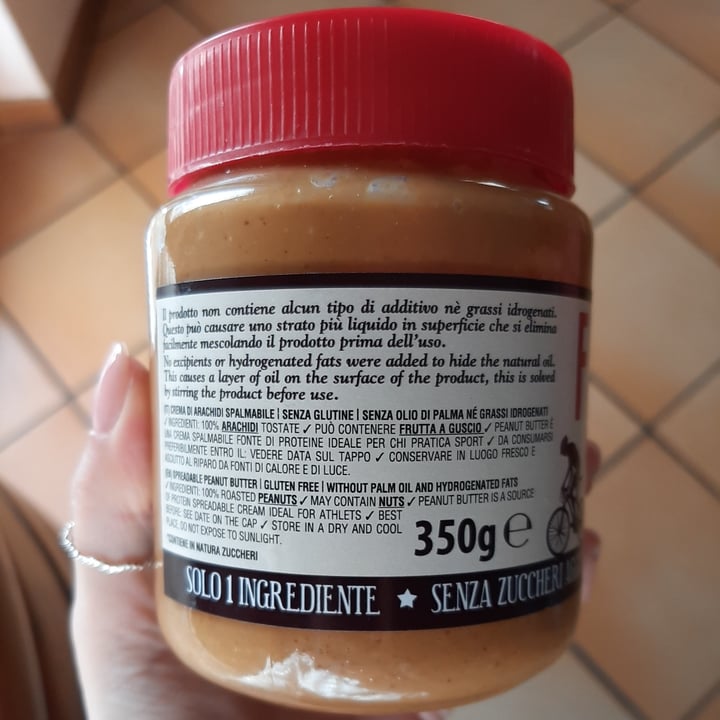 Il prodotto non contiene alcun tipo di additivo nè grassi idrogenati.
Questo può causare uno strato più liquido in superficie che si elimina
facilmente mescolando il prodotto prima dell'uso.
No excipients or hydrogenated fats were added to hide the natural oil.
This causes a layer of oil on the surface of the product, this is solved
by stirring the product before use.
(IT) CREMA DI ARACHIDI SPALMABILE | SENZA GLUTINE | SENZA OLIO DI PALMA NÉ GRASSI IDROGENATI
✓ INGREDIENTI: 100% ARACHIDI TOSTATE ✓ PUÒ CONTENERE FRUTTA A GUSCIO ✓ PEANUT BUTTER È
UNA CREMA SPALMABILE FONTE DI PROTEINE IDEALE PER CHI PRATICA SPORT ✓ DA CONSUMARSI
PREFERIBILMENTE ENTRO IL: VEDERE DATA SUL TAPPO ✓ CONSERVARE IN LUOGO FRESCO E
ASCIUTTO AL RIPARO DA FONTI DI CALORE E DI LUCE.
(EN) SPREADABLE PEANUT BUTTER | GLUTEN FREE | WITHOUT PALM OIL AND HYDROGENATED FATS
✓ INGREDIENTI: 100% ROASTED PEANUTS ✓ MAY CONTAIN NUTS ✓ PEANUT BUTTER IS A SOURCE
OF PROTEIN SPREADABLE CREAM IDEAL FOR ATHLETS ✓ BEST
BEFORE: SEE DATE ON THE CAP ✓ STORE IN A DRY AND COOL
PLACE, DO NOT EXPOSE TO SUNLIGHT.
*CONTIENE IN NATURA ZUCCHERI
350g e
SOLO 1 INGREDIENTE ★ SENZA ZUCCHERI